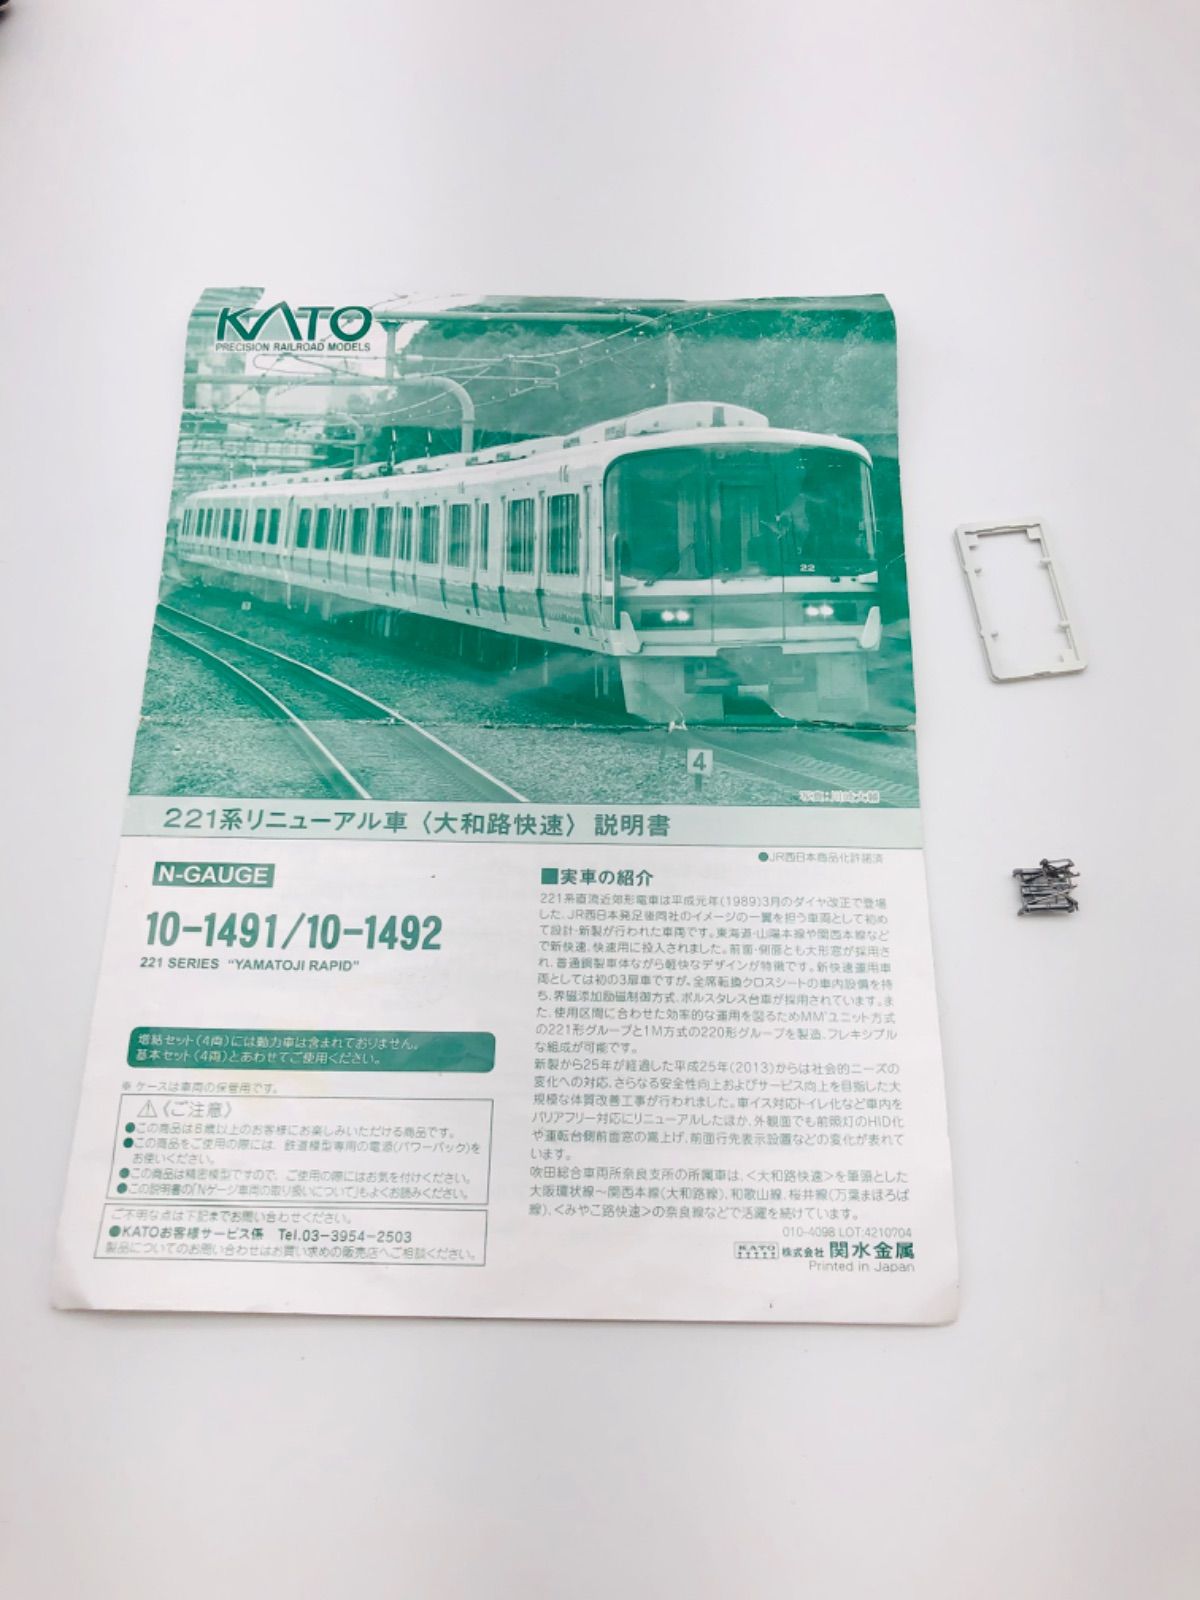 KATO
PRECISION RAILROAD MODELS
22
4
221系リニューアル車〈大和路快速〉説明書
●JR西日本商品化許諾済
N-GAUGE
10-1491/10-1492
221 SERIES "YAMATOJI RAPID"
増結セット(4両)には動力車は含まれておりません。
基本セット(4両)とあわせてご使用ください。
※ ケースは車両の保管用です。
⚠《ご注意》
●この商品は8歳以上のお客様にお楽しみいただける商品です。
●この商品をご使用の際には、鉄道模型専用の電源(パワーパック)を
お使いください。
●この商品は精密模型ですので、ご使用の際にはお気を付けください。
●この説明書の「Nゲージ車両の取り扱いについて」もよくお読みください。
ご不明な点は下記までお問い合わせください。
●KATOお客様サービス係 Tel.03-3954-2503
製品についてのお問い合わせはお買い求めの販売店へご相談ください。
■実車の紹介
221系直流近郊形電車は平成元年(1989)3月のダイヤ改正で登場
した、JR西日本発足後同社のイメージの一翼を担う車両として初め
て設計・新製が行われた車両です。東海道・山陽本線や関西本線など
で新快速、快速用に投入されました。前面・側面とも大形窓が採用さ
れ、普通鋼製車体ながら軽快なデザインが特徴です。新快速運用車
両としては初の3扉車ですが、全席転換クロスシートの車内設備を持
ち、界磁添加励磁制御方式、ボルスタレス台車が採用されています。ま
た、使用区間に合わせた効率的な運用を図るためMM'ユニット方式
の221形グループと1M方式の220形グループを製造、フレキシブル
な組成が可能です。
新製から25年が経過した平成25年(2013)からは社会的ニーズの
変化への対応、さらなる安全性向上およびサービス向上を目指した大
規模な体質改善工事が行われました。車イス対応トイレ化など車内を
バリアフリー対応にリニューアルしたほか、外観面でも前照灯のHID化
や運転台側前面窓の嵩上げ、前面行先表示設置などの変化が表れて
います。
吹田総合車両所奈良支所の所属車は、<大和路快速>を筆頭とした
大阪環状線～関西本線(大和路線)、和歌山線、桜井線(万葉まほろば
線)、<みやこ路快速>の奈良線などで活躍を続けています。
010-4098 LOT:4210704
KATO 株式会社 関水金属
Printed in Japan